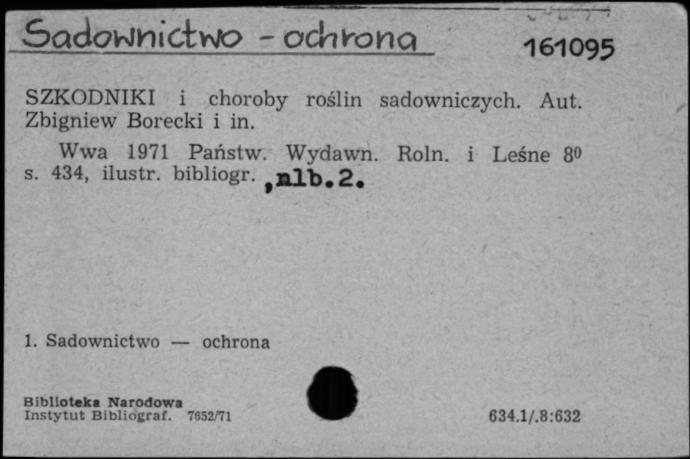 Sadownictwo - ochrona
161095
SZKODNIKI i choroby roślin sadowniczych. Aut.
Zbigniew Borecki i in.
Wwa 1971 Państw. Wydawn. Roln. i Leśne 8⁰
s. 434, ilustr. bibliogr. ,nlb.2.
1. Sadownictwo — ochrona
Biblioteka Narodowa
Instytut Bibliograf. 7652/71
634.1/.8:632